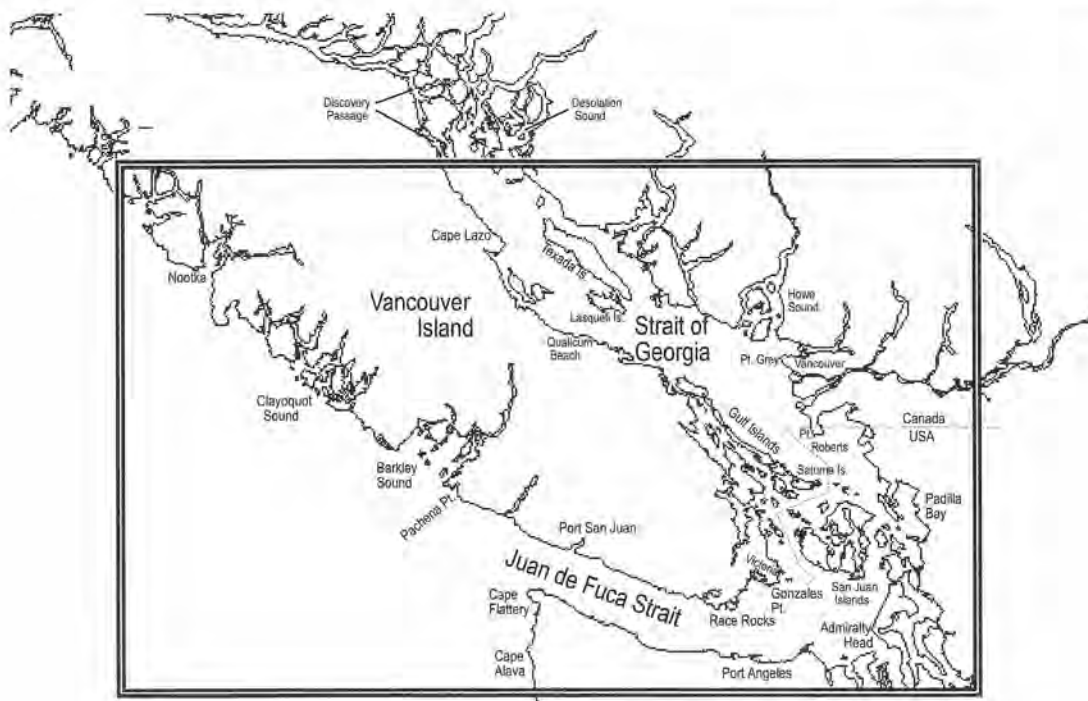 Discovery
Passage
Desolation
Sound
Cape Lazo
Texada Is.
Nootka
Vancouver
Island
Lasqueti Is.
Strait of
Georgia
Howe
Sound
Qualicum
Beach
Pt. Grey
Vancouver
Clayoquot
Sound
Gulf Islands
Canada
USA
Pt.
Roberts
Barkley
Sound
Saturna Is.
Pachena Pt.
Padilla
Bay
Port San Juan
Juan de Fuca Strait
Victoria
Gonzales
Pt.
San Juan
Islands
Cape
Flattery
Race Rocks
Admiralty
Head
Cape
Alava
Port Angeles